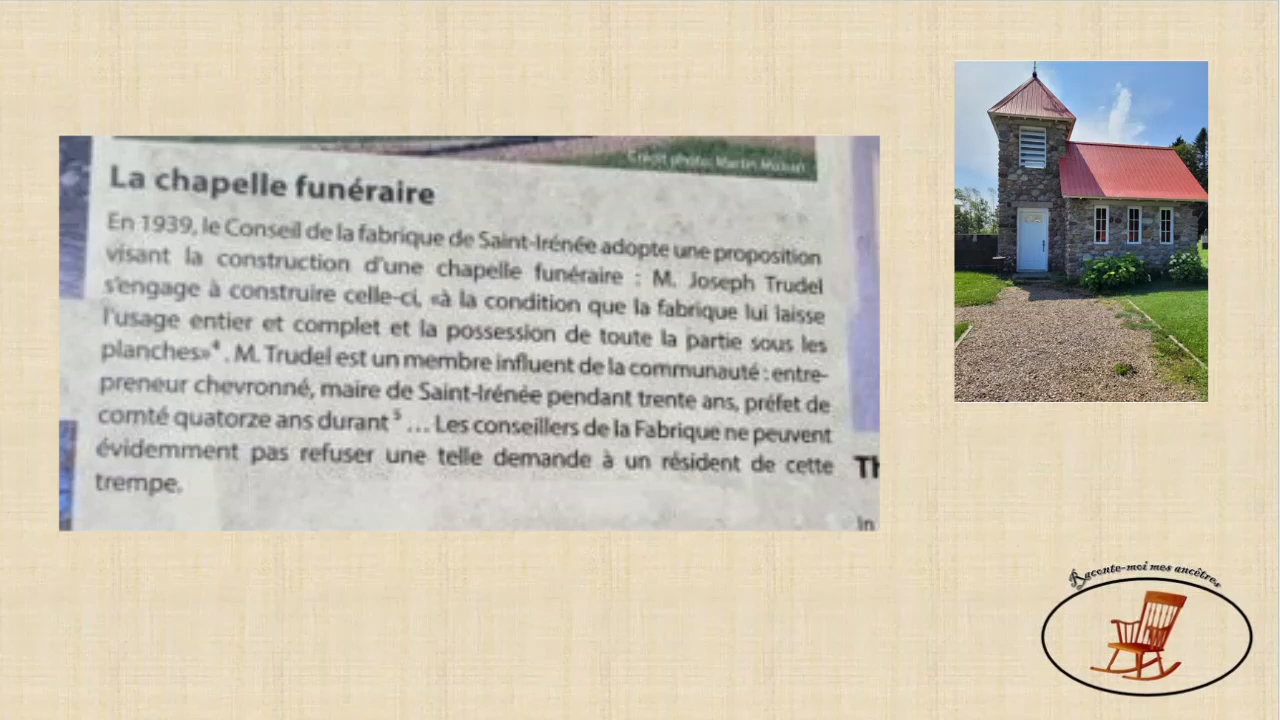 Crédit photo: Martin
La chapelle funéraire
En 1939, le Conseil de la fabrique de Saint-Irénée adopte une proposition
visant la construction d'une chapelle funéraire : M. Joseph Trudel
s'engage à construire celle-ci, «à la condition que la fabrique lui laisse
l'usage entier et complet et la possession de toute la partie sous les
planches»⁴. M. Trudel est un membre influent de la communauté : entre-
preneur chevronné, maire de Saint-Irénée pendant trente ans, préfet de
comté quatorze ans durant ⁵ ... Les conseillers de la Fabrique ne peuvent
évidemment pas refuser une telle demande à un résident de cette
trempe.
Th
in
Raconte-moi mes ancêtres